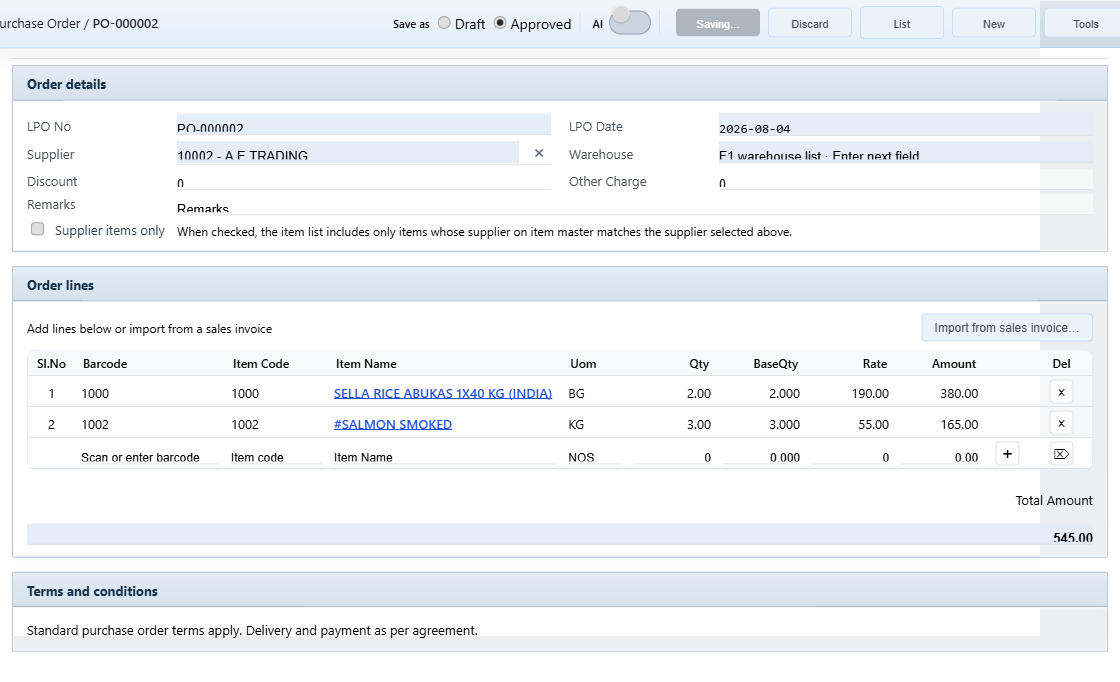 urchase Order / PO-000002 Save as Draft Approved AI Saving... Discard List New Tools
Order details
LPO No PO-000002 LPO Date 2026-08-04
Supplier 10002 - A E TRADING × Warehouse E1 warehouse list · Enter next field
Discount 0 Other Charge 0
Remarks Remarks
Supplier items only When checked, the item list includes only items whose supplier on item master matches the supplier selected above.
Order lines
Add lines below or import from a sales invoice Import from sales invoice...
Sl.No Barcode Item Code Item Name Uom Qty BaseQty Rate Amount Del
1 1000 1000 SELLA RICE ABUKAS 1X40 KG (INDIA) BG 2.00 2.000 190.00 380.00 x
2 1002 1002 #SALMON SMOKED KG 3.00 3.000 55.00 165.00 x
Scan or enter barcode Item code Item Name NOS 0 0.000 0 0.00 + ⌦
Total Amount
545.00
Terms and conditions
Standard purchase order terms apply. Delivery and payment as per agreement.